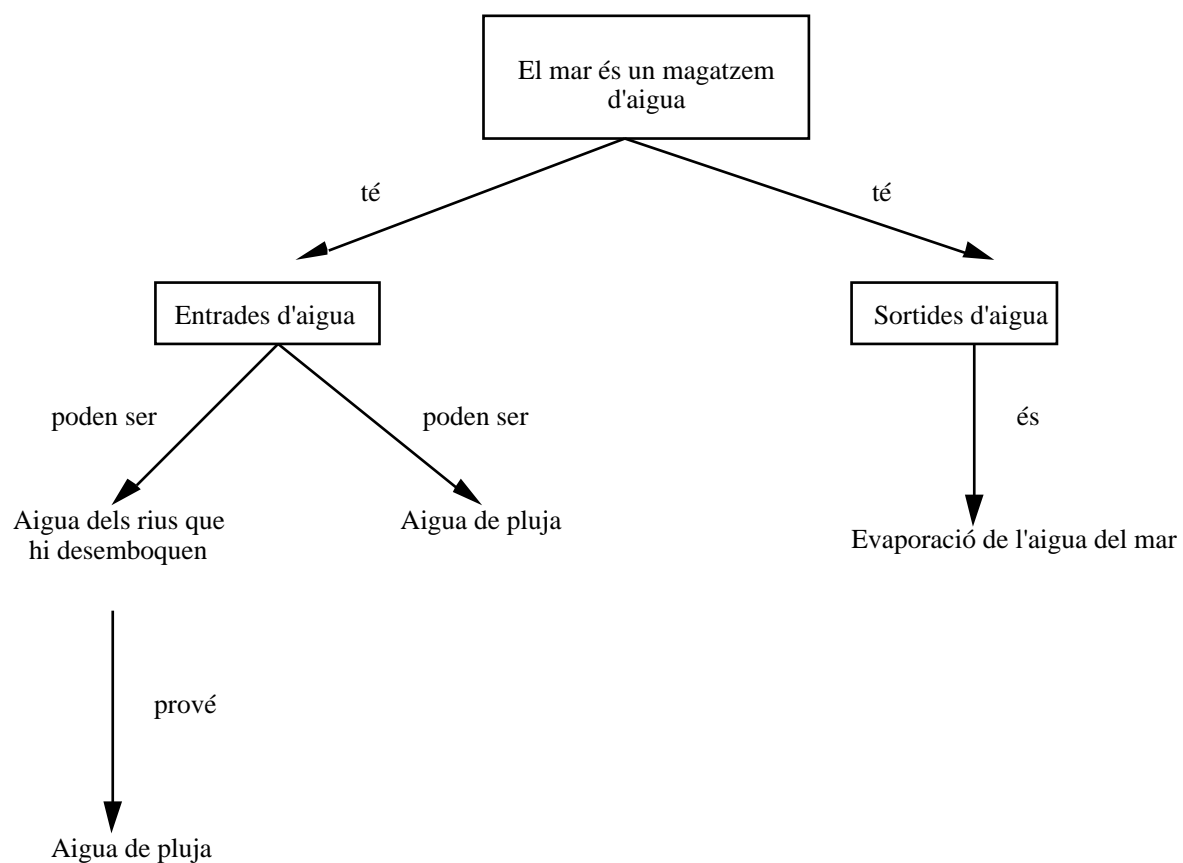 El mar és un magatzem
d'aigua
té
té
Entrades d'aigua
Sortides d'aigua
poden ser
poden ser
és
Aigua dels rius que
hi desemboquen
Aigua de pluja
Evaporació de l'aigua del mar
prové
Aigua de pluja